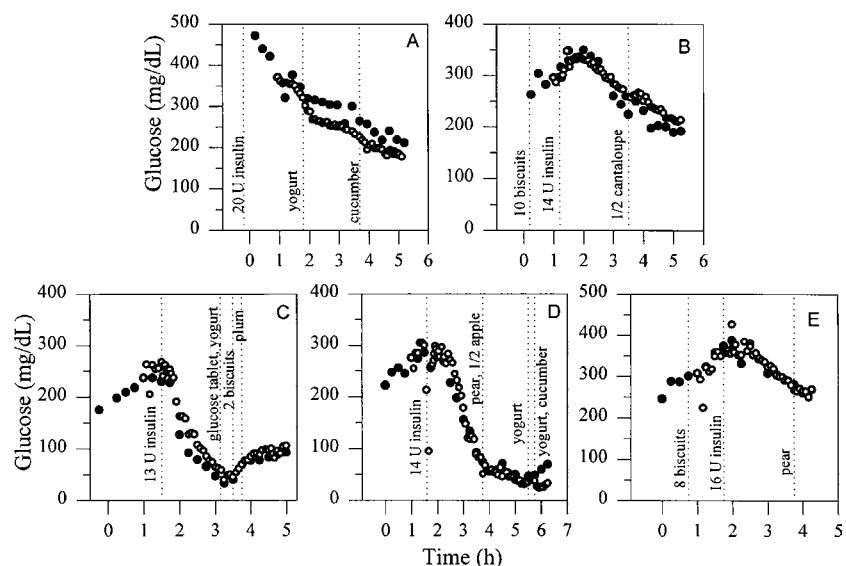 A
Glucose (mg/dL)
500
400
300
200
100
0
20 U insulin
yogurt
cucumber
0 1 2 3 4 5 6
B
400
300
200
100
0
10 biscuits
14 U insulin
1/2 cantaloupe
0 1 2 3 4 5 6
C
Glucose (mg/dL)
400
300
200
100
0
13 U insulin
glucose tablet, yogurt
2 biscuits
plum
0 1 2 3 4 5
D
400
300
200
100
0
14 U insulin
pear, 1/2 apple
yogurt
yogurt, cucumber
0 1 2 3 4 5 6 7
E
500
400
300
200
100
0
8 biscuits
16 U insulin
pear
0 1 2 3 4 5
Time (h)